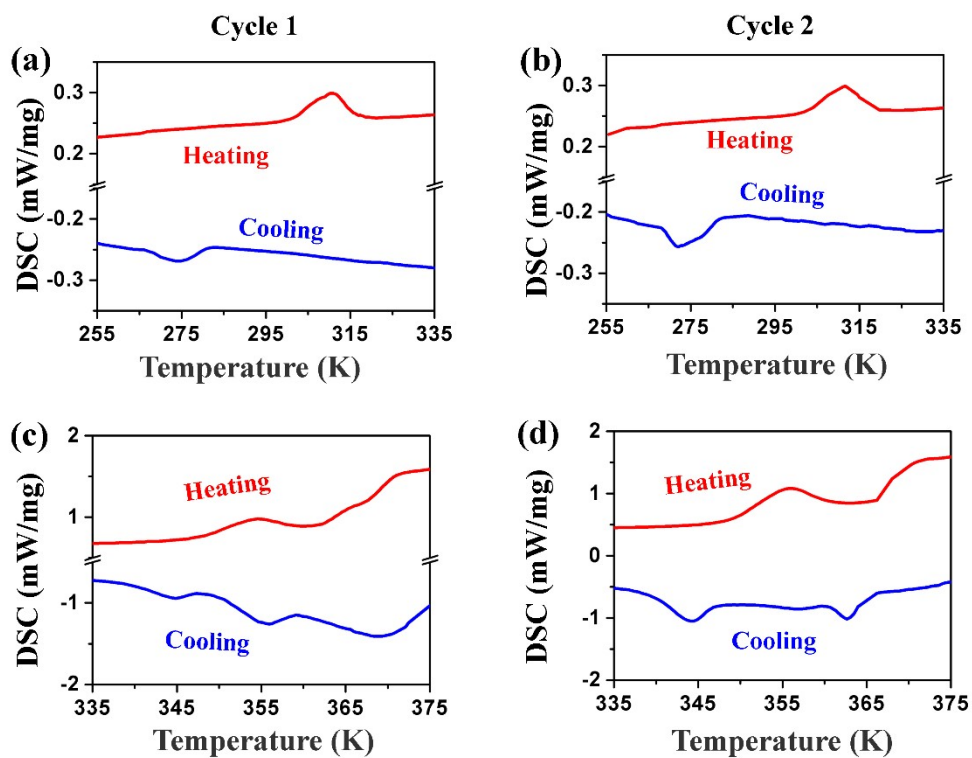 Cycle 1
Cycle 2
(a)
0.3
0.2
-0.2
-0.3
DSC (mW/mg)
Heating
Cooling
255 275 295 315 335
Temperature (K)
(b)
0.3
0.2
-0.2
-0.3
DSC (mW/mg)
Heating
Cooling
255 275 295 315 335
Temperature (K)
(c)
2
1
-1
-2
DSC (mW/mg)
Heating
Cooling
335 345 355 365 375
Temperature (K)
(d)
2
1
0
-1
-2
DSC (mW/mg)
Heating
Cooling
335 345 355 365 375
Temperature (K)